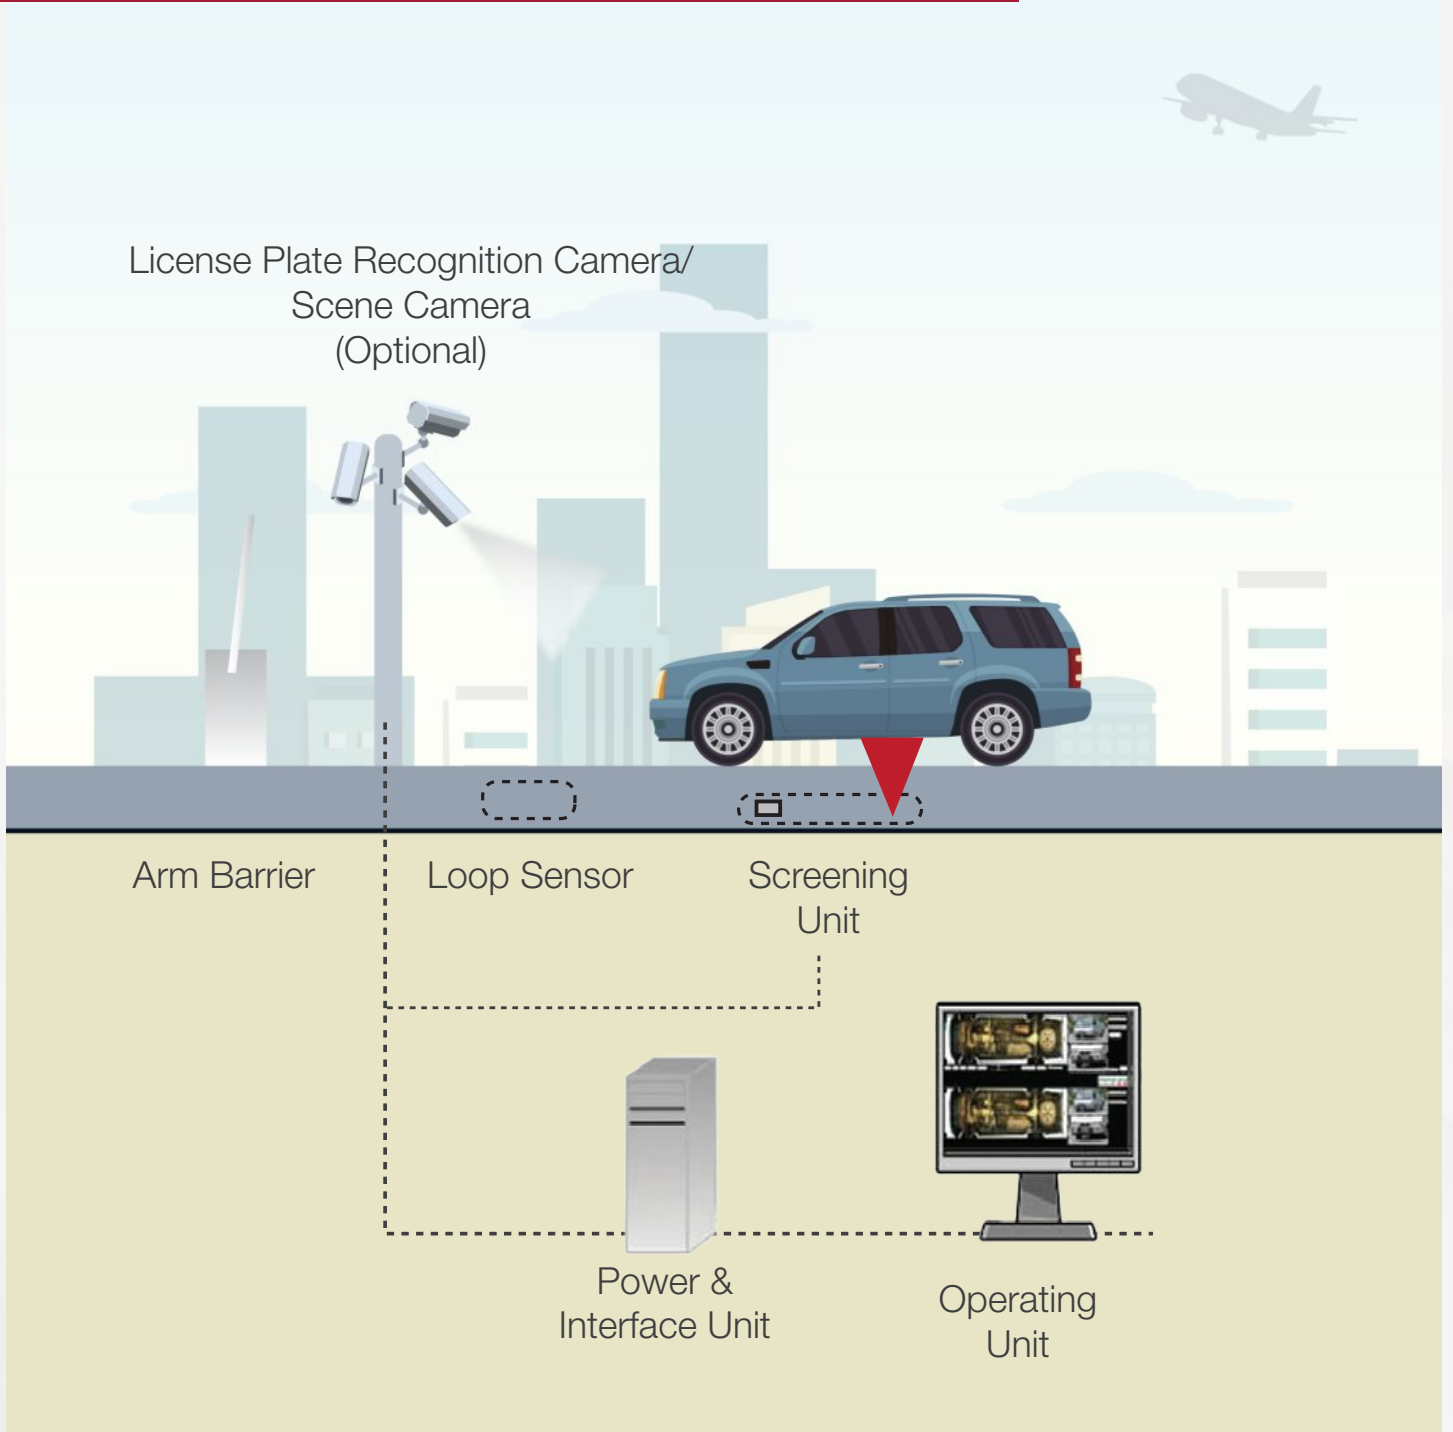 License Plate Recognition Camera/
Scene Camera
(Optional)
Arm Barrier
Loop Sensor
Screening
Unit
Power &
Interface Unit
Operating
Unit